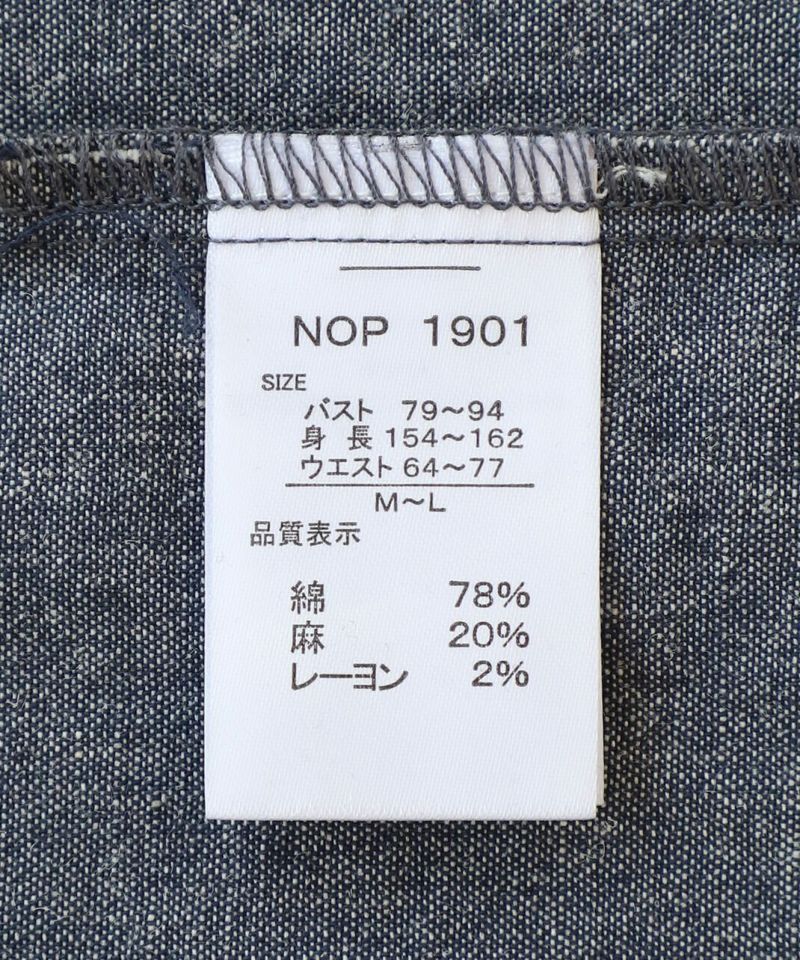 NOP 1901
SIZE
バスト 79～94
身 長 154～162
ウエスト 64～77
M～L
品質表示
綿 78%
麻 20%
レーヨン 2%